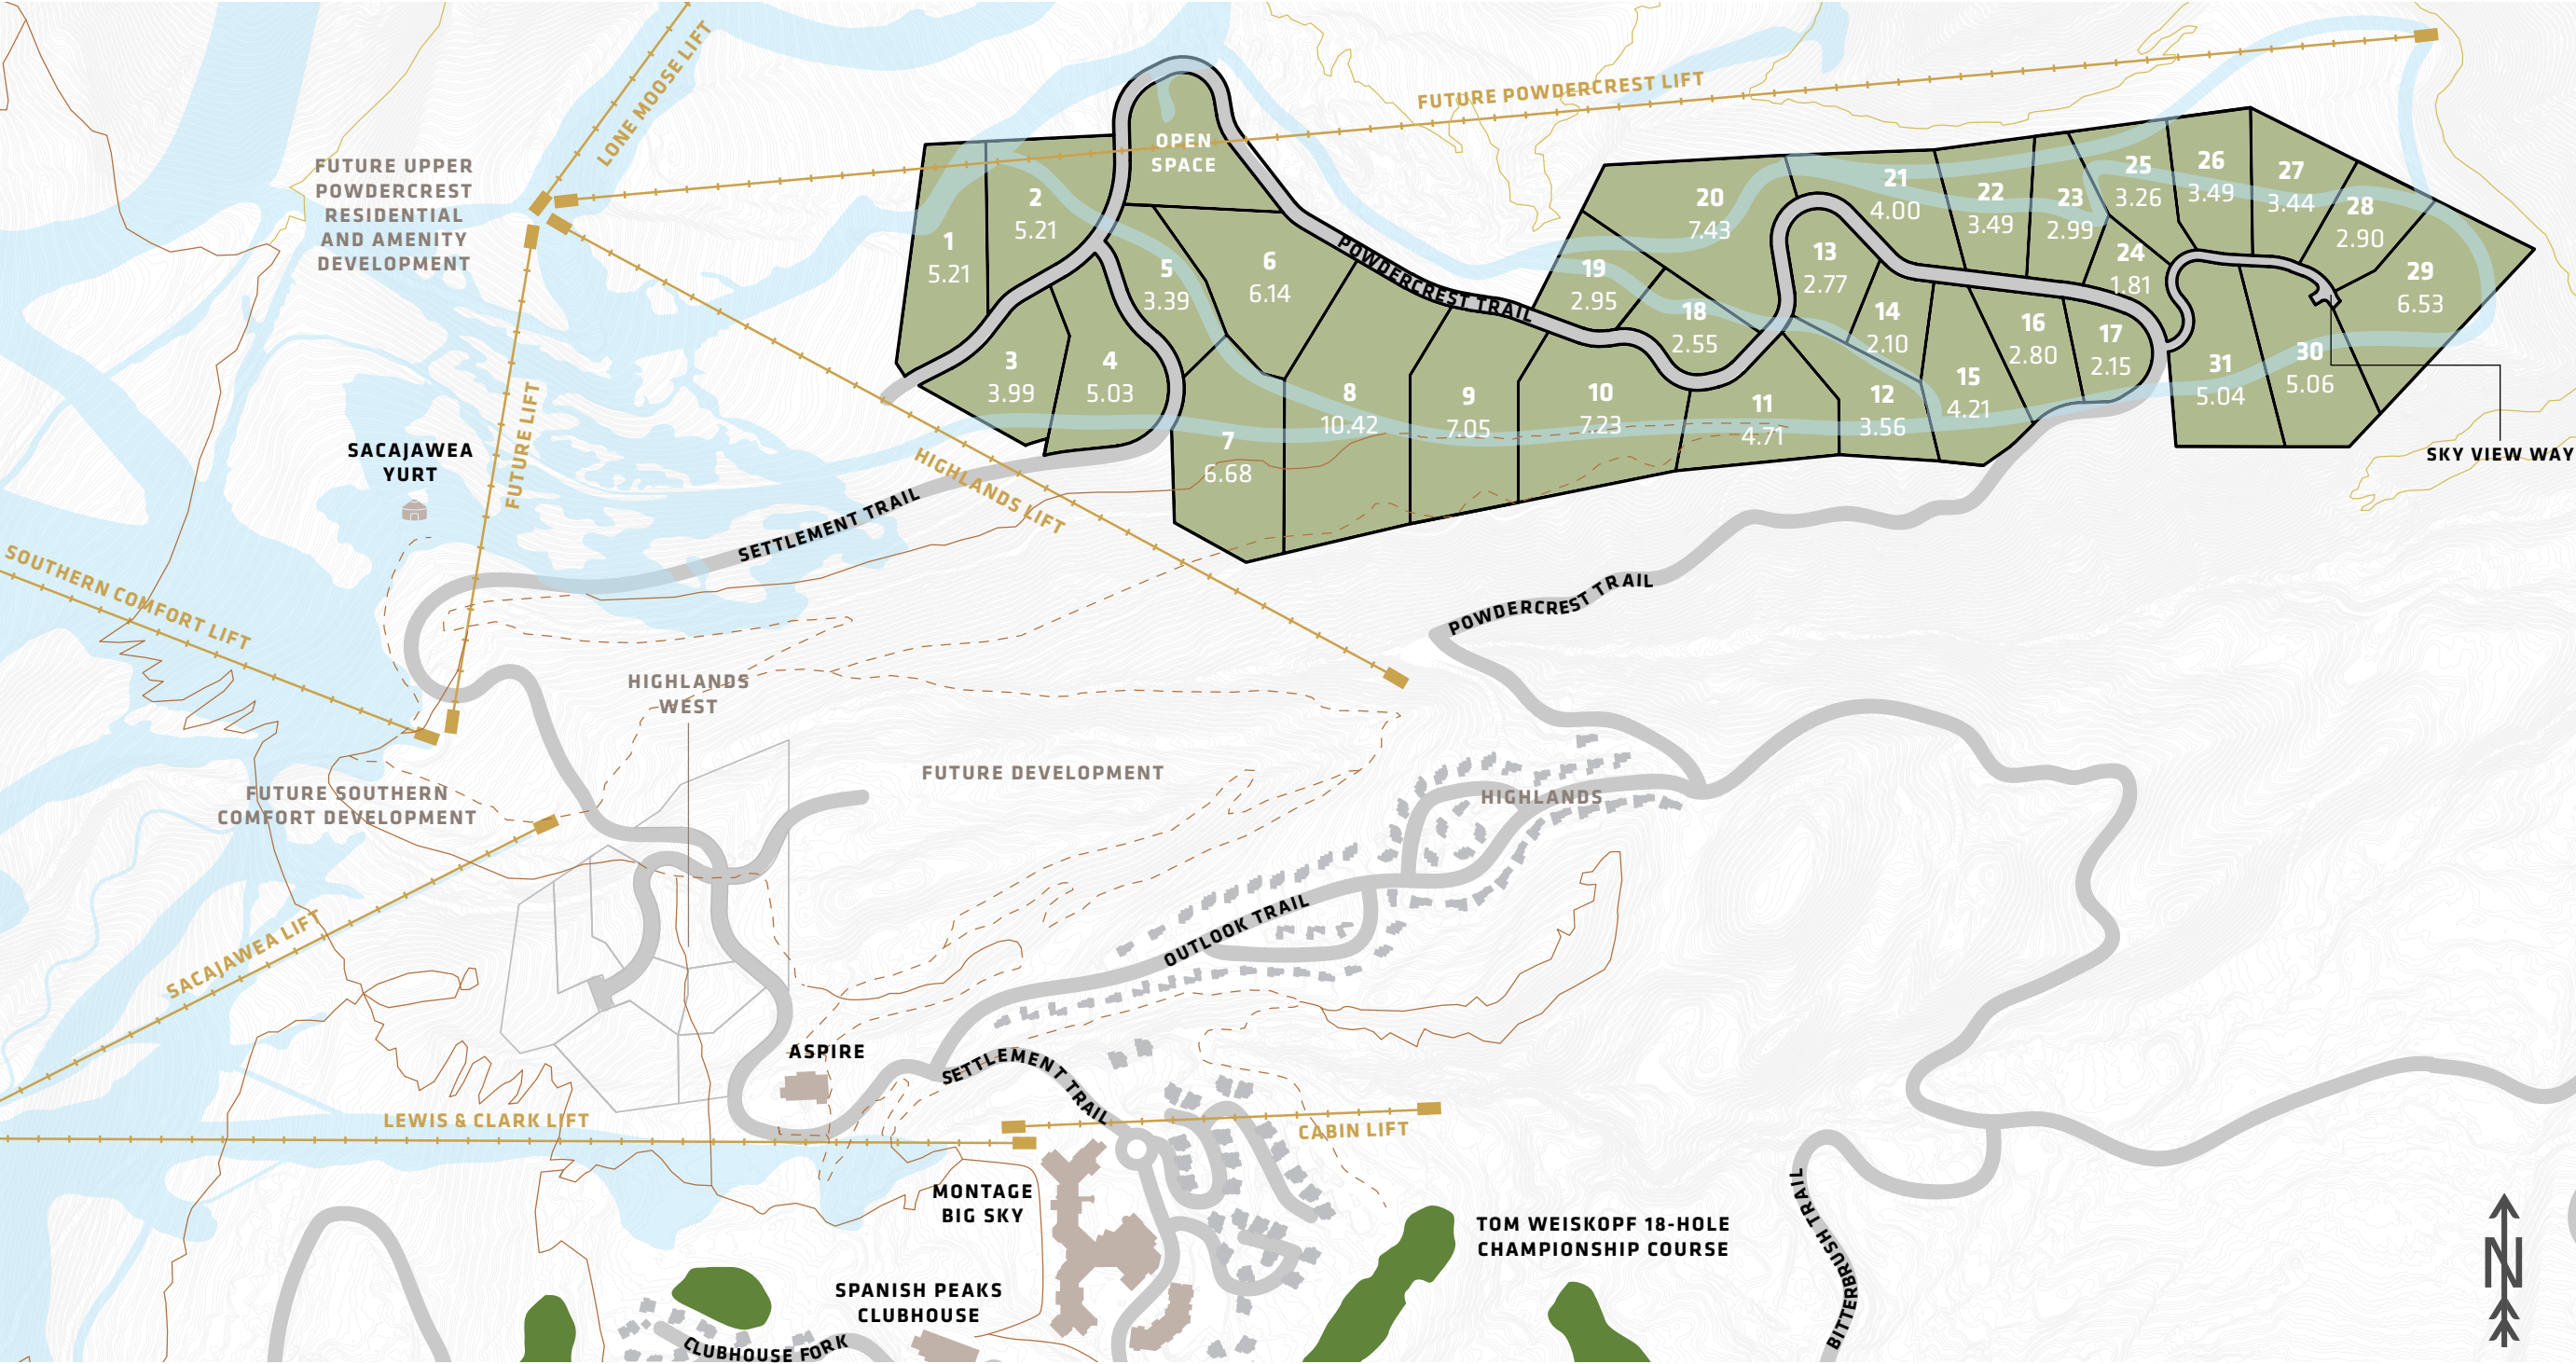 LONE MOOSE LIFT
FUTURE POWDERCREST LIFT
FUTURE UPPER
POWDERCREST
RESIDENTIAL
AND AMENITY
DEVELOPMENT
OPEN
SPACE
1
5.21
2
5.21
3
3.99
4
5.03
5
3.39
6
6.14
7
6.68
8
10.42
9
7.05
10
7.23
11
4.71
12
3.56
13
2.77
14
2.10
15
4.21
16
2.80
17
2.15
18
2.55
19
2.95
20
7.43
21
4.00
22
3.49
23
2.99
24
1.81
25
3.26
26
3.49
27
3.44
28
2.90
29
6.53
30
5.06
31
5.04
POWDERCREST TRAIL
SKY VIEW WAY
SACAJAWEA
YURT
FUTURE LIFT
HIGHLANDS LIFT
SETTLEMENT TRAIL
SOUTHERN COMFORT LIFT
POWDERCREST TRAIL
HIGHLANDS
WEST
FUTURE DEVELOPMENT
FUTURE SOUTHERN
COMFORT DEVELOPMENT
HIGHLANDS
SACAJAWEA LIFT
OUTLOOK TRAIL
ASPIRE
SETTLEMENT TRAIL
LEWIS & CLARK LIFT
CABIN LIFT
MONTAGE
BIG SKY
TOM WEISKOPF 18-HOLE
CHAMPIONSHIP COURSE
BITTERBRUSH TRAIL
SPANISH PEAKS
CLUBHOUSE
CLUBHOUSE FORK
N